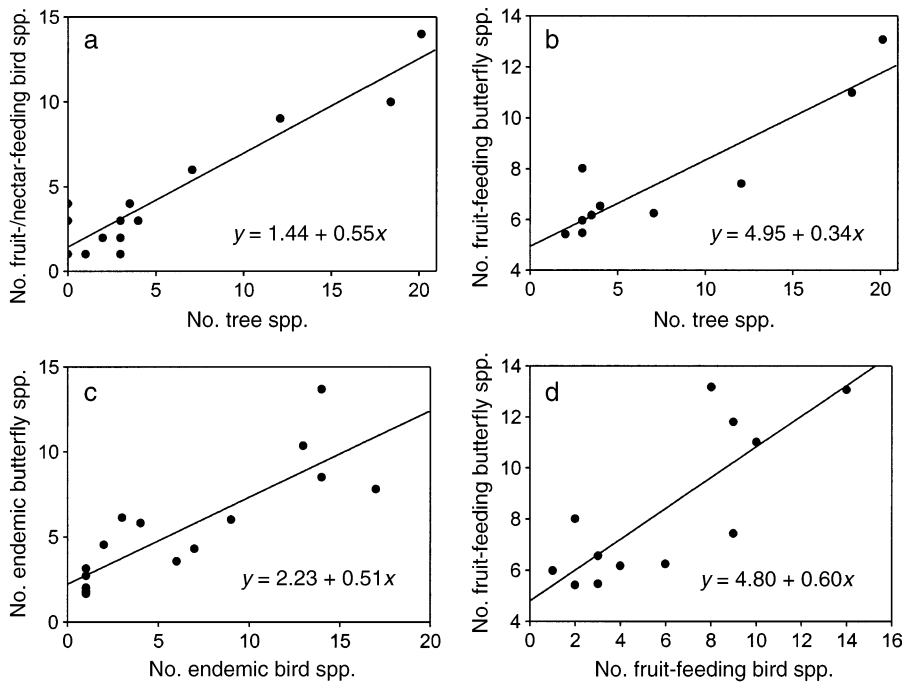 a
No. fruit-/nectar-feeding bird spp.
15
10
5
0
y = 1.44 + 0.55x
0 5 10 15 20
No. tree spp.
b
No. fruit-feeding butterfly spp.
14
12
10
8
6
4
y = 4.95 + 0.34x
0 5 10 15 20
No. tree spp.
c
No. endemic butterfly spp.
15
10
5
0
y = 2.23 + 0.51x
0 5 10 15 20
No. endemic bird spp.
d
No. fruit-feeding butterfly spp.
14
12
10
8
6
4
y = 4.80 + 0.60x
0 2 4 6 8 10 12 14 16
No. fruit-feeding bird spp.